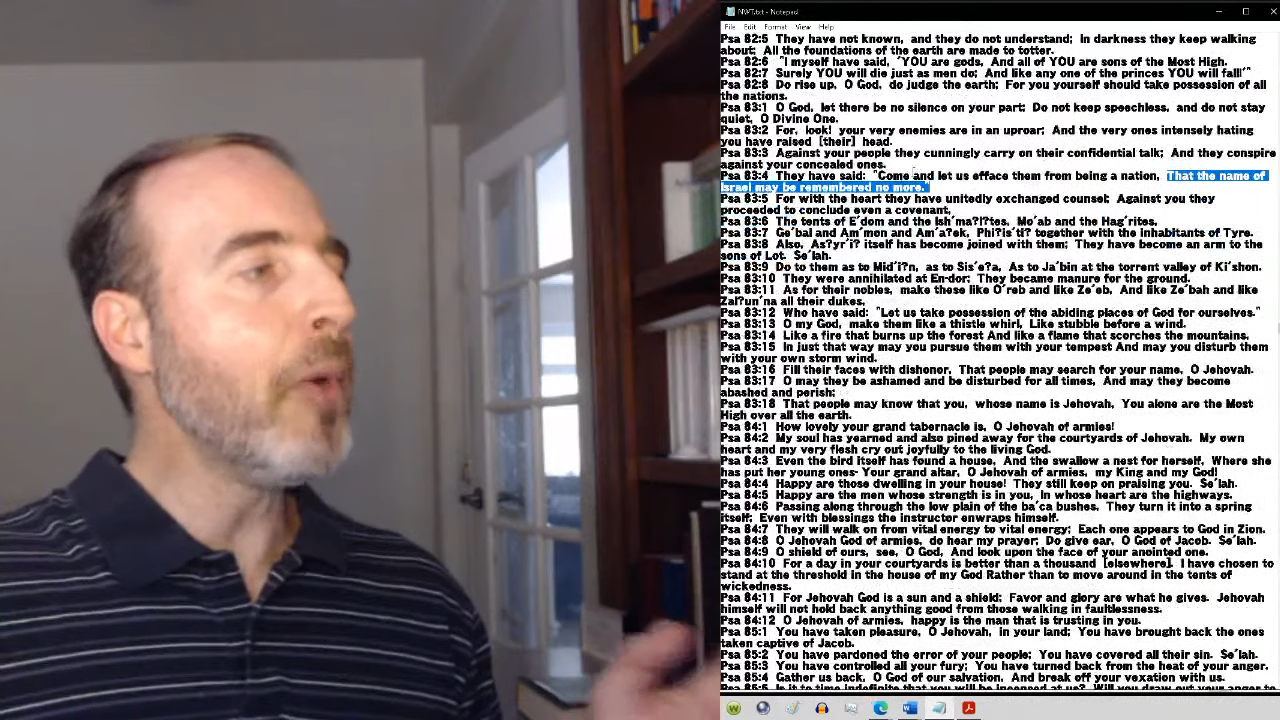 NWT.txt - Notepad
File Edit Format View Help
Psa 82:5 They have not known, and they do not understand; In darkness they keep walking
about; All the foundations of the earth are made to totter.
Psa 82:6 "I myself have said, 'YOU are gods, And all of YOU are sons of the Most High.
Psa 82:7 Surely YOU will die just as men do; And like any one of the princes YOU will fall!'"
Psa 82:8 Do rise up, O God, do judge the earth; For you yourself should take possession of all
the nations.
Psa 83:1 O God, let there be no silence on your part; Do not keep speechless, and do not stay
quiet, O Divine One.
Psa 83:2 For, look! your very enemies are in an uproar; And the very ones intensely hating
you have raised [their] head.
Psa 83:3 Against your people they cunningly carry on their confidential talk; And they conspire
against your concealed ones.
Psa 83:4 They have said: "Come and let us efface them from being a nation, That the name of
Israel may be remembered no more."
Psa 83:5 For with the heart they have unitedly exchanged counsel; Against you they
proceeded to conclude even a covenant,
Psa 83:6 The tents of E'dom and the Ish'ma?l?tes, Mo'ab and the Hag'rites,
Psa 83:7 Ge'bal and Am'mon and Am'a?ek, Phi?is'ti? together with the inhabitants of Tyre.
Psa 83:8 Also, As?yr'i? itself has become joined with them; They have become an arm to the
sons of Lot. Se'lah.
Psa 83:9 Do to them as to Mid'i?n, as to Sis'e?a, As to Ja'bin at the torrent valley of Ki'shon.
Psa 83:10 They were annihilated at En-dor; They became manure for the ground.
Psa 83:11 As for their nobles, make these like O'reb and like Ze'eb, And like Ze'bah and like
Zal?un'na all their dukes,
Psa 83:12 Who have said: "Let us take possession of the abiding places of God for ourselves."
Psa 83:13 O my God, make them like a thistle whirl, Like stubble before a wind.
Psa 83:14 Like a fire that burns up the forest And like a flame that scorches the mountains,
Psa 83:15 In just that way may you pursue them with your tempest And may you disturb them
with your own storm wind.
Psa 83:16 Fill their faces with dishonor, That people may search for your name, O Jehovah.
Psa 83:17 O may they be ashamed and be disturbed for all times, And may they become
abashed and perish;
Psa 83:18 That people may know that you, whose name is Jehovah, You alone are the Most
High over all the earth.
Psa 84:1 How lovely your grand tabernacle is, O Jehovah of armies!
Psa 84:2 My soul has yearned and also pined away for the courtyards of Jehovah. My own
heart and my very flesh cry out joyfully to the living God.
Psa 84:3 Even the bird itself has found a house, And the swallow a nest for herself, Where she
has put her young ones- Your grand altar, O Jehovah of armies, my King and my God!
Psa 84:4 Happy are those dwelling in your house! They still keep on praising you. Se'lah.
Psa 84:5 Happy are the men whose strength is in you, In whose heart are the highways.
Psa 84:6 Passing along through the low plain of the ba'ca bushes, They turn it into a spring
itself; Even with blessings the instructor enwraps himself.
Psa 84:7 They will walk on from vital energy to vital energy; Each one appears to God in Zion.
Psa 84:8 O Jehovah God of armies, do hear my prayer; Do give ear, O God of Jacob. Se'lah.
Psa 84:9 O shield of ours, see, O God, And look upon the face of your anointed one.
Psa 84:10 For a day in your courtyards is better than a thousand [elsewhere]. I have chosen to
stand at the threshold in the house of my God Rather than to move around in the tents of
wickedness.
Psa 84:11 For Jehovah God is a sun and a shield; Favor and glory are what he gives. Jehovah
himself will not hold back anything good from those walking in faultlessness.
Psa 84:12 O Jehovah of armies, happy is the man that is trusting in you.
Psa 85:1 You have taken pleasure, O Jehovah, in your land; You have brought back the ones
taken captive of Jacob.
Psa 85:2 You have pardoned the error of your people; You have covered all their sin. Se'lah.
Psa 85:3 You have controlled all your fury; You have turned back from the heat of your anger.
Psa 85:4 Gather us back, O God of our salvation, And break off your vexation with us.
Psa 85:5 Is it to time indefinite that you will be incensed at us? Will you draw out your anger to